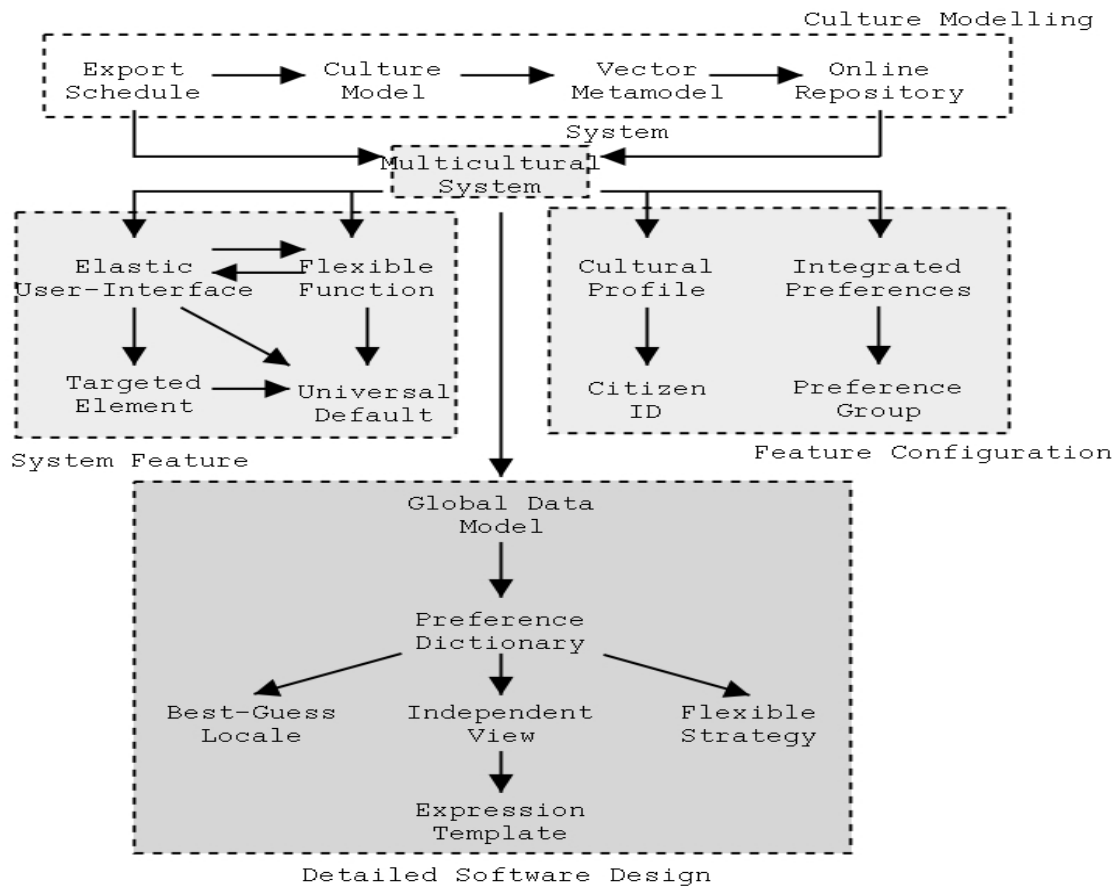 Culture Modelling
Export
Schedule
Culture
Model
Vector
Metamodel
Online
Repository
System
Multicultural
System
Elastic
User-Interface
Flexible
Function
Targeted
Element
Universal
Default
System Feature
Cultural
Profile
Integrated
Preferences
Citizen
ID
Preference
Group
Feature Configuration
Global Data
Model
Preference
Dictionary
Best-Guess
Locale
Independent
View
Flexible
Strategy
Expression
Template
Detailed Software Design